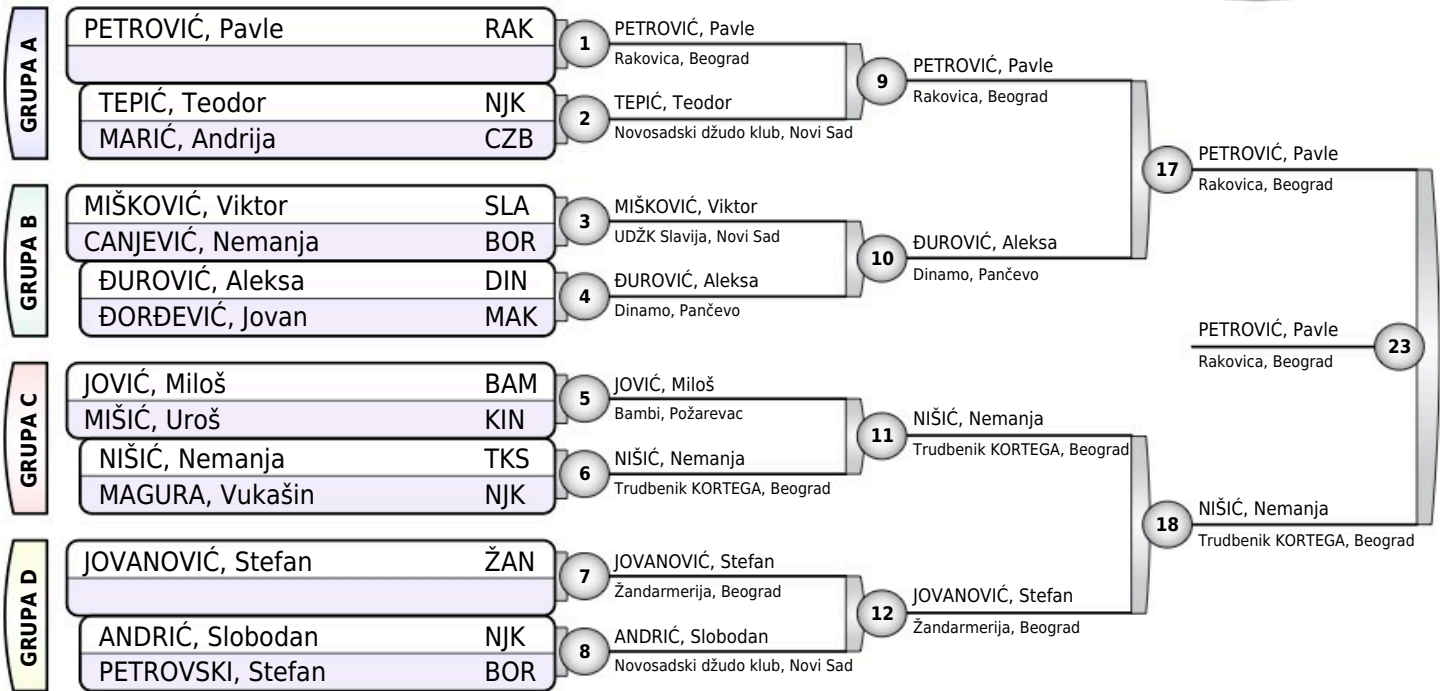 GRUPA A
PETROVIĆ, Pavle RAK
TEPIĆ, Teodor NJK
MARIĆ, Andrija CZB
GRUPA B
MIŠKOVIĆ, Viktor SLA
CANJEVIĆ, Nemanja BOR
ĐUROVIĆ, Aleksa DIN
ĐORĐEVIĆ, Jovan MAK
GRUPA C
JOVIĆ, Miloš BAM
MIŠIĆ, Uroš KIN
NIŠIĆ, Nemanja TKS
MAGURA, Vukašin NJK
GRUPA D
JOVANOVIĆ, Stefan ŽAN
ANDRIĆ, Slobodan NJK
PETROVSKI, Stefan BOR
1
PETROVIĆ, Pavle
Rakovica, Beograd
2
TEPIĆ, Teodor
Novosadski džudo klub, Novi Sad
3
MIŠKOVIĆ, Viktor
UDŽK Slavija, Novi Sad
4
ĐUROVIĆ, Aleksa
Dinamo, Pančevo
5
JOVIĆ, Miloš
Bambi, Požarevac
6
NIŠIĆ, Nemanja
Trudbenik KORTEGA, Beograd
7
JOVANOVIĆ, Stefan
Žandarmerija, Beograd
8
ANDRIĆ, Slobodan
Novosadski džudo klub, Novi Sad
9
PETROVIĆ, Pavle
Rakovica, Beograd
10
ĐUROVIĆ, Aleksa
Dinamo, Pančevo
11
NIŠIĆ, Nemanja
Trudbenik KORTEGA, Beograd
12
JOVANOVIĆ, Stefan
Žandarmerija, Beograd
17
PETROVIĆ, Pavle
Rakovica, Beograd
18
NIŠIĆ, Nemanja
Trudbenik KORTEGA, Beograd
PETROVIĆ, Pavle
Rakovica, Beograd
23